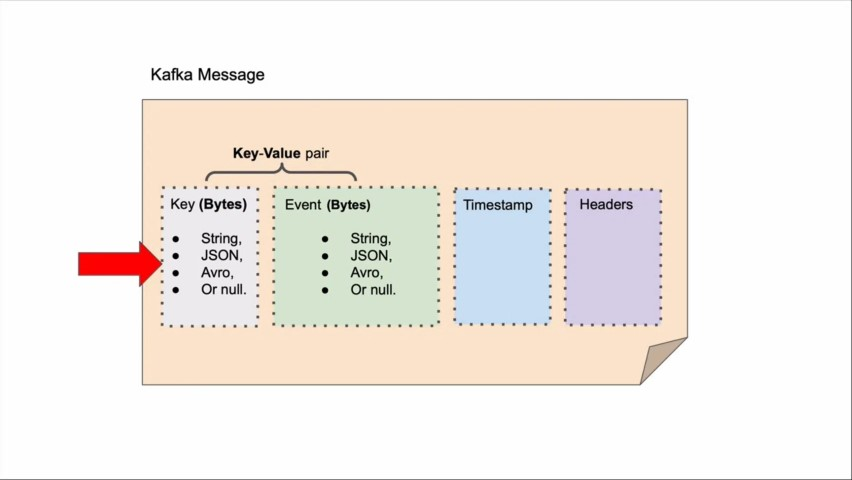 Kafka Message
Key-Value pair
Key (Bytes)
● String,
● JSON,
● Avro,
● Or null.
Event (Bytes)
● String,
● JSON,
● Avro,
● Or null.
Timestamp
Headers